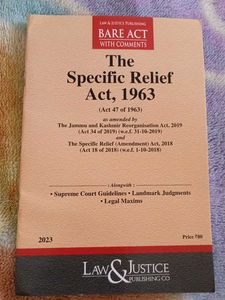 LAW & JUSTICE PUBLISHING
BARE ACT
WITH COMMENTS
The
Specific Relief
Act, 1963
(Act 47 of 1963)
as amended by
The Jammu and Kashmir Reorganisation Act, 2019
(Act 34 of 2019) (w.e.f. 31-10-2019)
and
The Specific Relief (Amendment) Act, 2018
(Act 18 of 2018) (w.e.f. 1-10-2018)
: Alongwith :
• Supreme Court Guidelines • Landmark Judgments
• Legal Maxims
2023
Price ₹80
LAW & JUSTICE
PUBLISHING CO